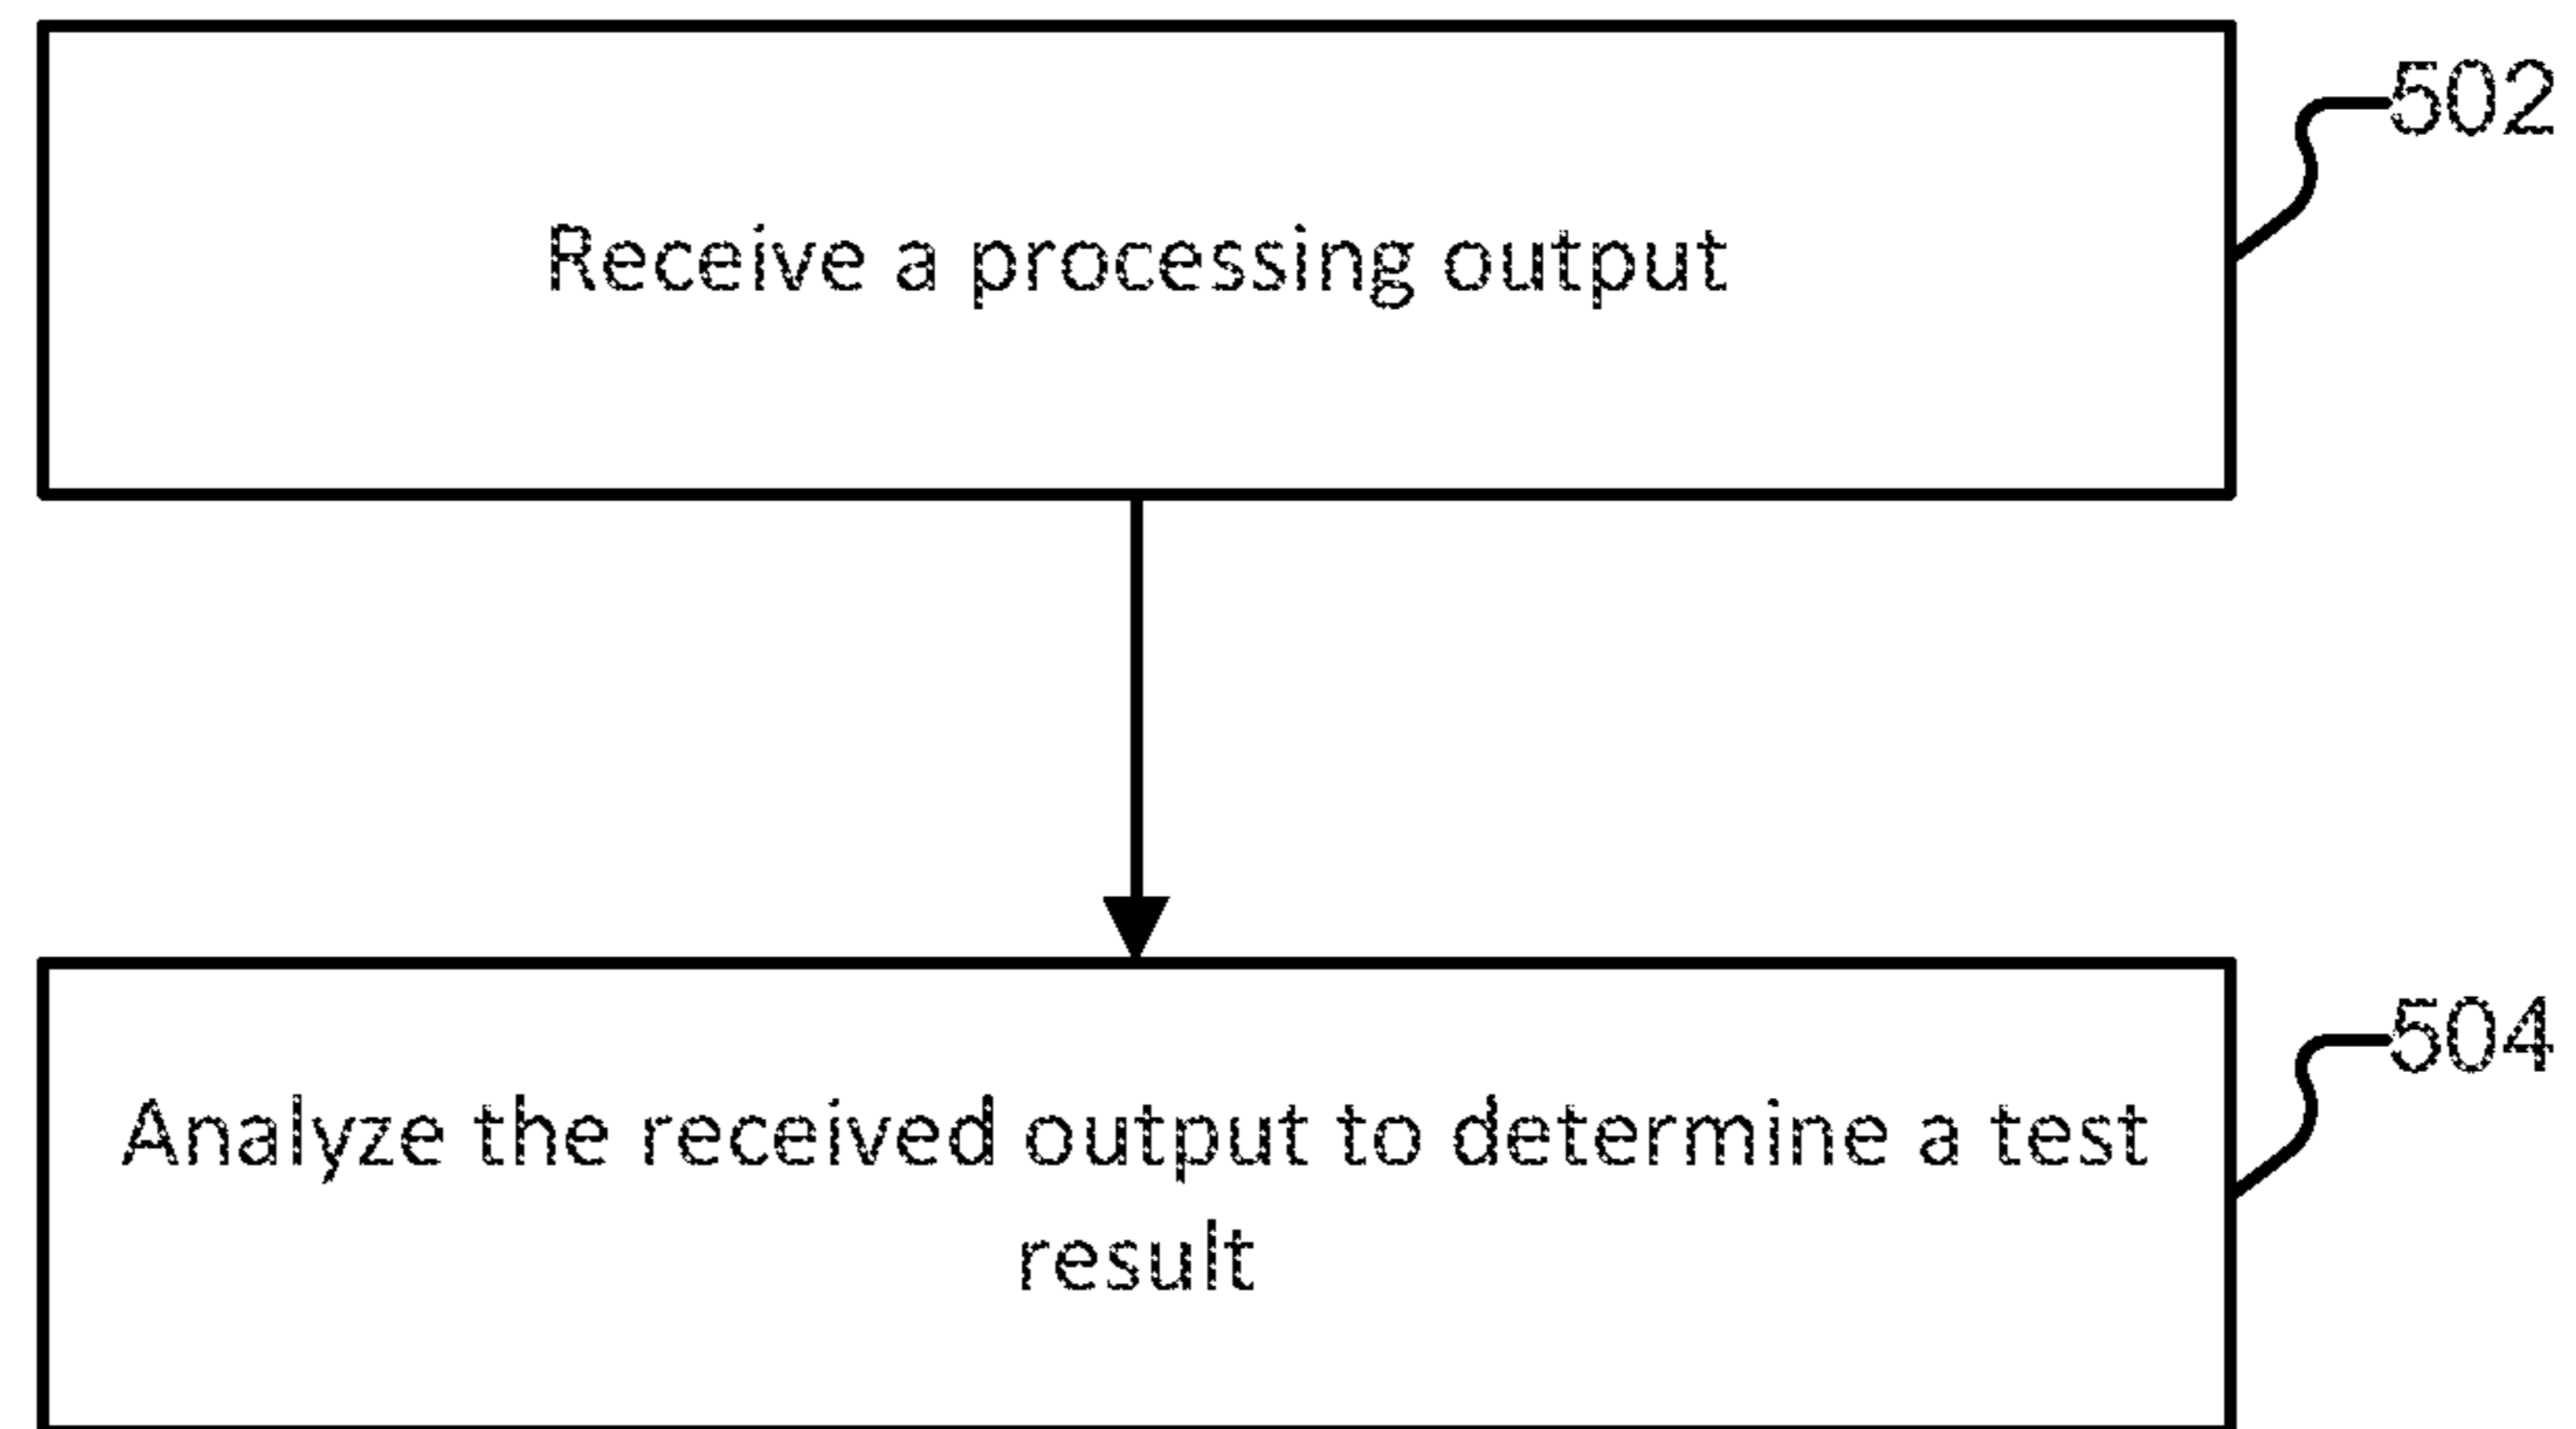 502
Receive a processing output
504
Analyze the received output to determine a test
result